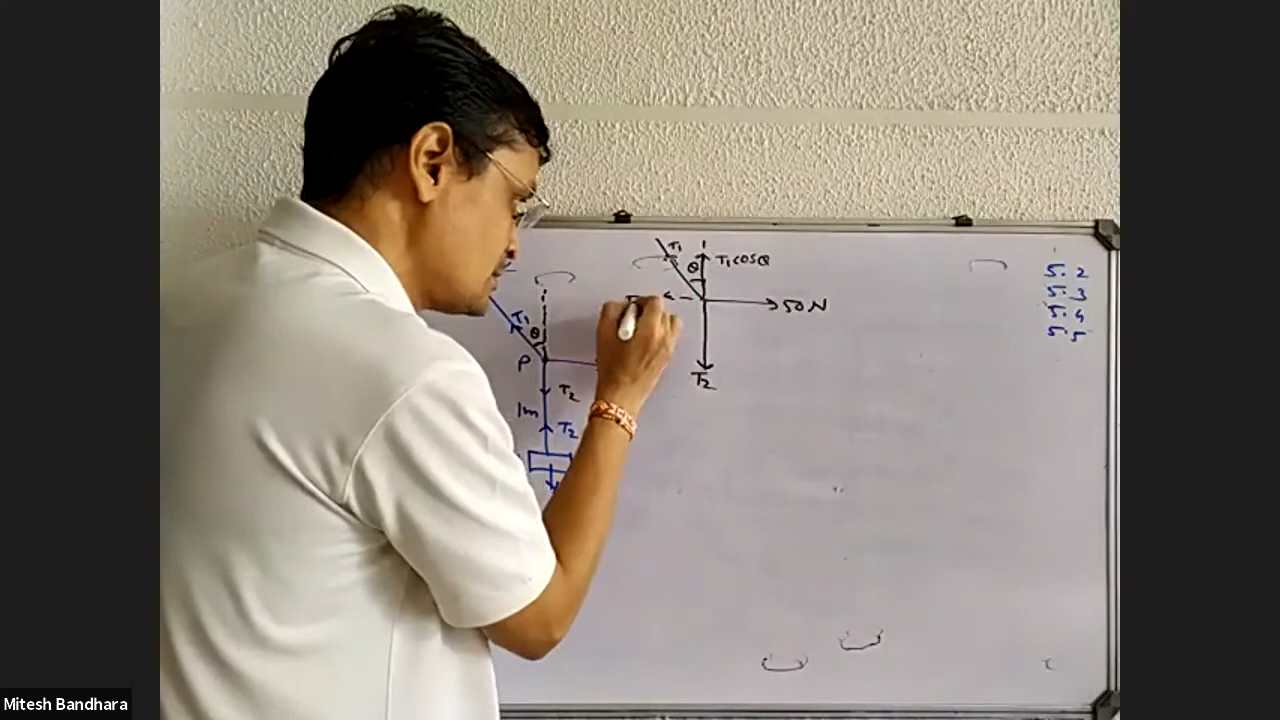 T₁
θ
T₁cosθ
50N
T₂
T₁
θ
P
T₂
1m
T₂
5.2
5.3
5.4
5.5
Mitesh Bandhara